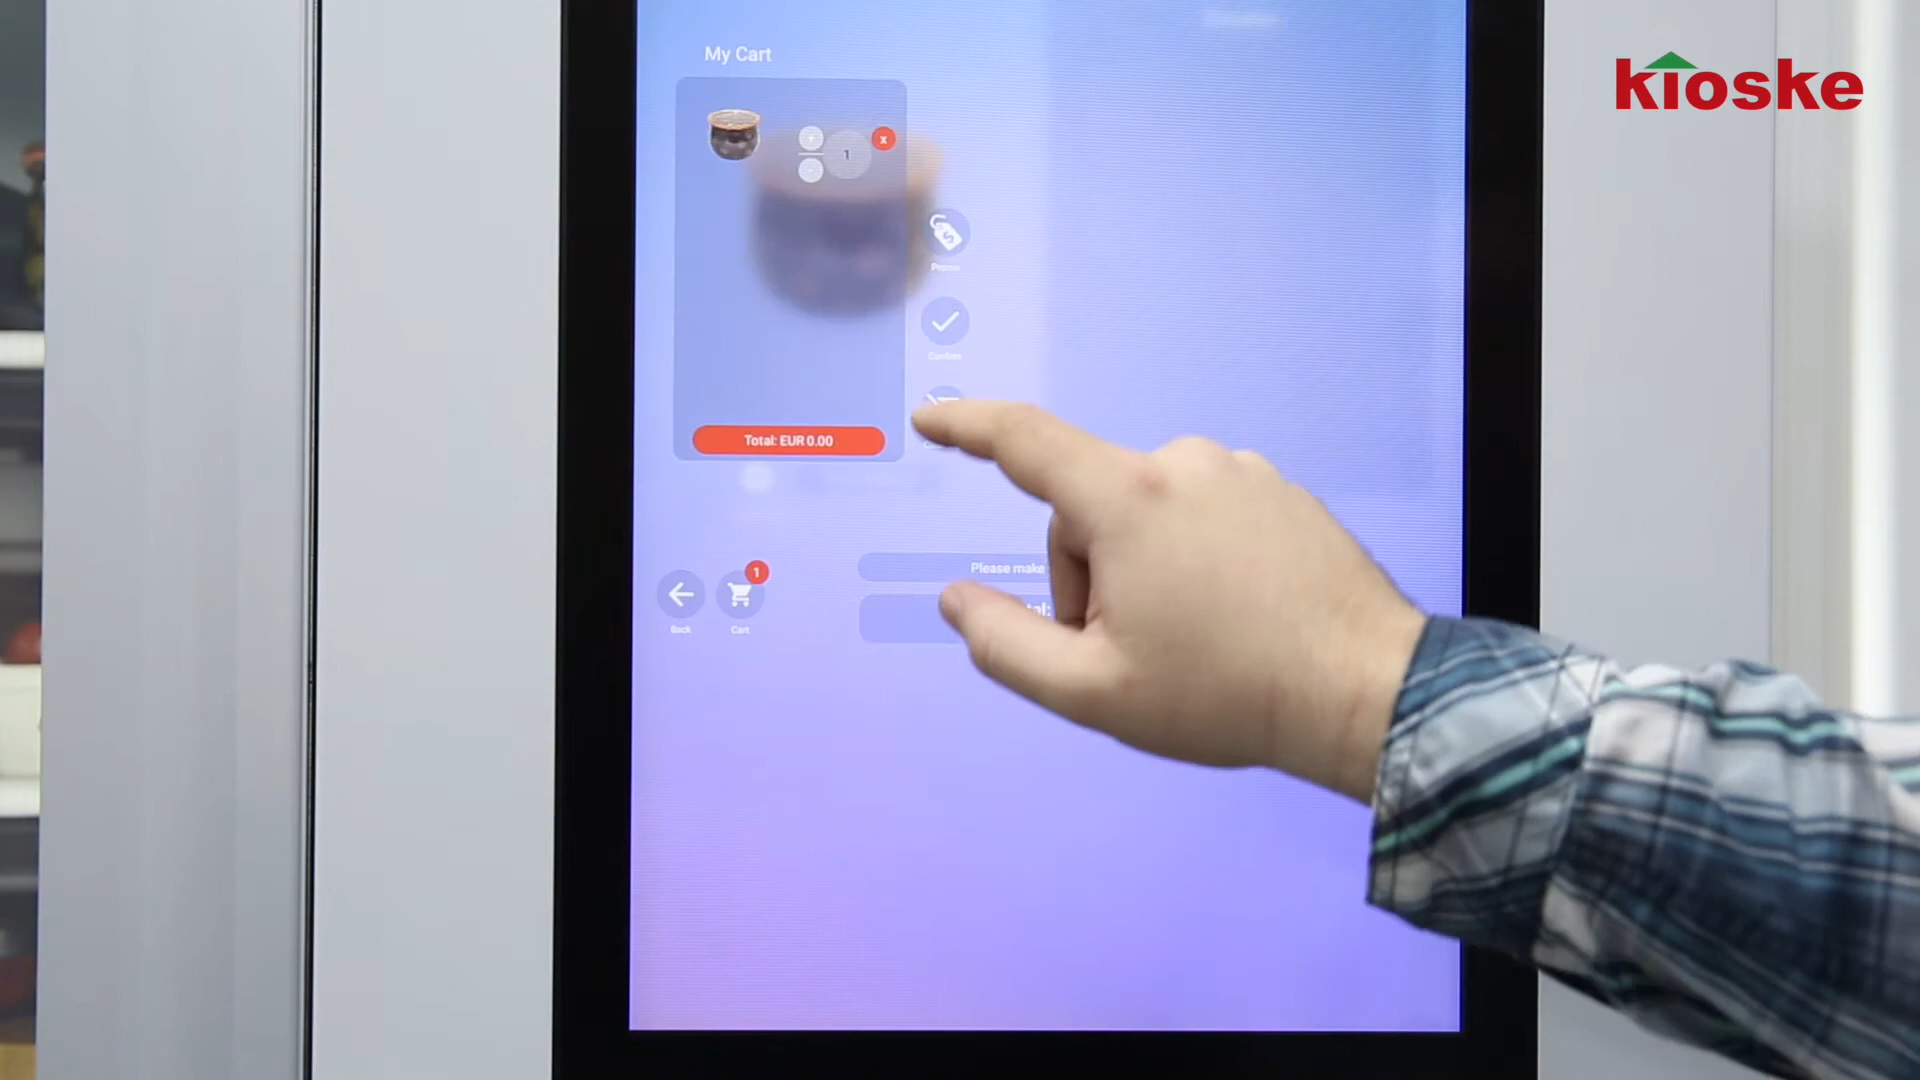 kioske
My Cart
+
1
x
-
Promo
Confirm
Total: EUR 0.00
1
Please make
Back
Cart